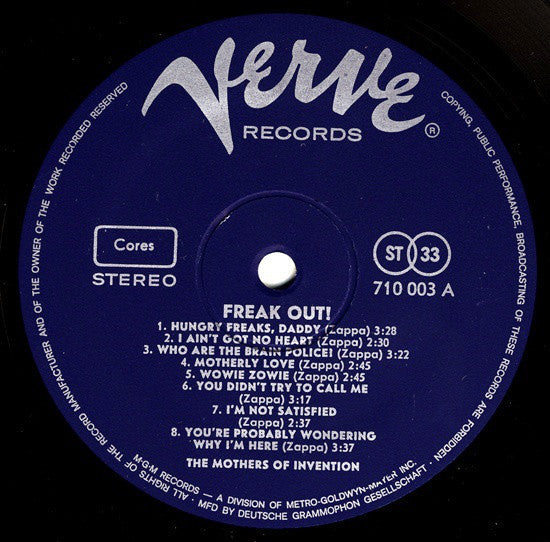 Verve
RECORDS
®
Cores
STEREO
ST 33
710 003 A
FREAK OUT!
1. HUNGRY FREAKS, DADDY (Zappa) 3:28
2. I AIN'T GOT NO HEART (Zappa) 2:30
3. WHO ARE THE BRAIN POLICE! (Zappa) 3:22
4. MOTHERLY LOVE (Zappa) 2:45
5. WOWIE ZOWIE (Zappa) 2:45
6. YOU DIDN'T TRY TO CALL ME
(Zappa) 3:17
7. I'M NOT SATISFIED
(Zappa) 2:37
8. YOU'RE PROBABLY WONDERING
WHY I'M HERE (Zappa) 3:37
THE MOTHERS OF INVENTION
M·G·M RECORDS — A DIVISION OF METRO-GOLDWYN-MAYER INC.
ALL RIGHTS OF THE RECORD MANUFACTURER AND OF THE OWNER OF THE WORK RECORDED RESERVED
COPYING, PUBLIC PERFORMANCE, BROADCASTING OF THESE RECORDS ARE FORBIDDEN
· MFD BY DEUTSCHE GRAMMOPHON GESELLSCHAFT ·